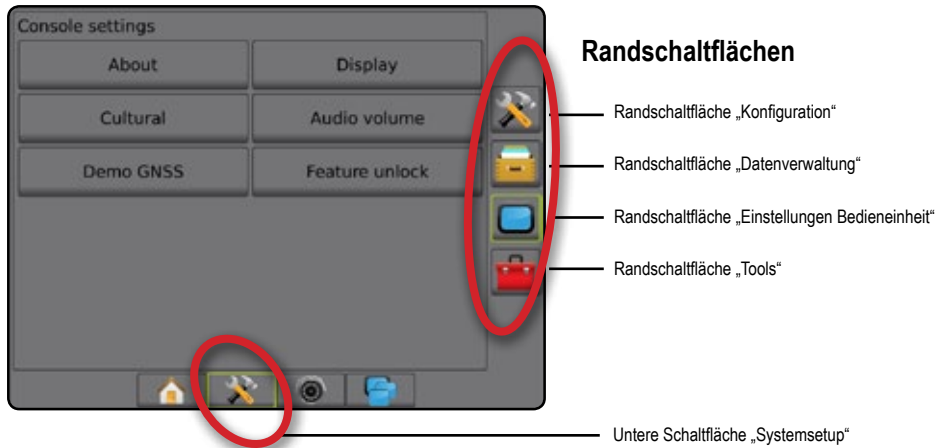 Console settings
About
Display
Cultural
Audio volume
Demo GNSS
Feature unlock
Randschaltflächen
Randschaltfläche „Konfiguration“
Randschaltfläche „Datenverwaltung“
Randschaltfläche „Einstellungen Bedieneinheit“
Randschaltfläche „Tools“
Untere Schaltfläche „Systemsetup“